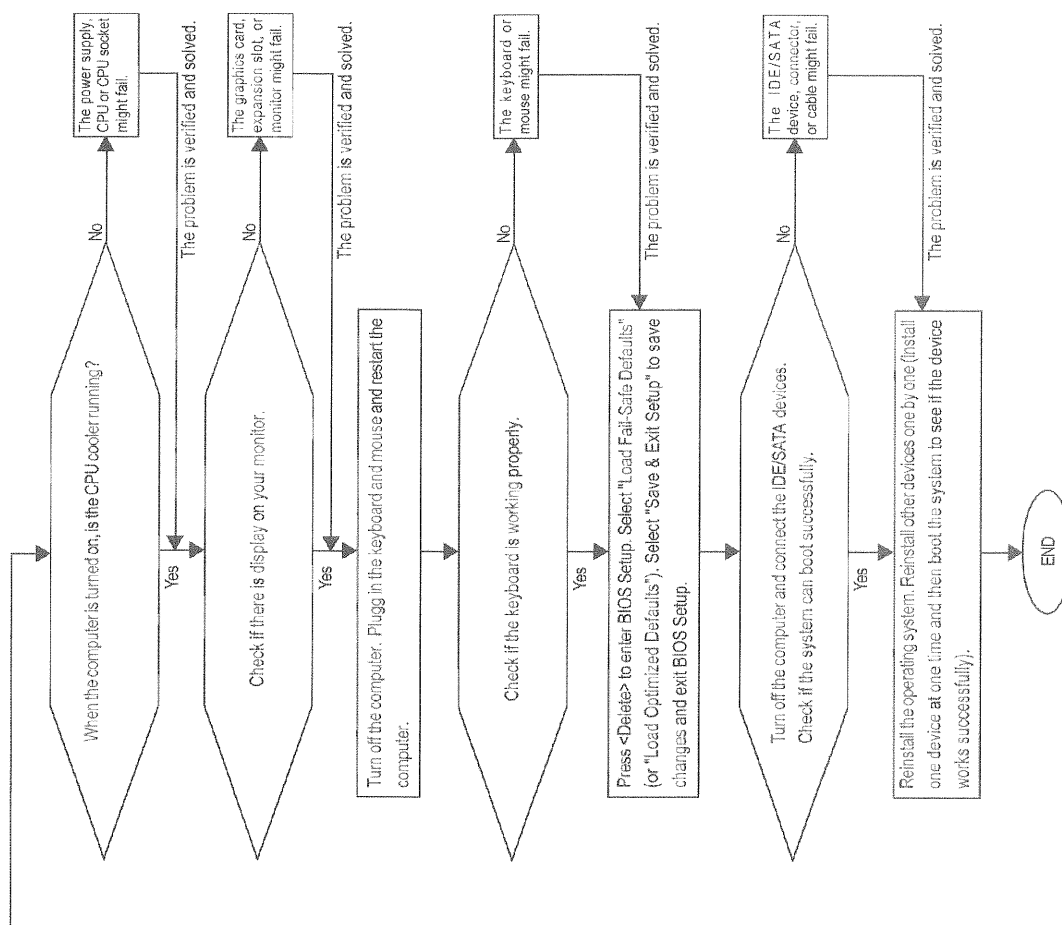 When the computer is turned on, is the CPU cooler running?
No
The power supply,
CPU or CPU socket
might fail.
The problem is verified and solved.
Yes
Check if there is display on your monitor.
No
The graphics card,
expansion slot, or
monitor might fail.
The problem is verified and solved.
Yes
Turn off the computer. Plugg in the keyboard and mouse and restart the
computer.
Check if the keyboard is working properly.
No
The keyboard or
mouse might fail.
The problem is verified and solved.
Yes
Press <Delete> to enter BIOS Setup. Select "Load Fail-Safe Defaults"
(or "Load Optimized Defaults"). Select "Save & Exit Setup" to save
changes and exit BIOS Setup.
Turn off the computer and connect the IDE/SATA devices.
Check if the system can boot successfully.
No
The IDE/SATA
device, connector,
or cable might fail.
The problem is verified and solved.
Yes
Reinstall the operating system. Reinstall other devices one by one (Install
one device at one time and then boot the system to see if the device
works successfully).
END